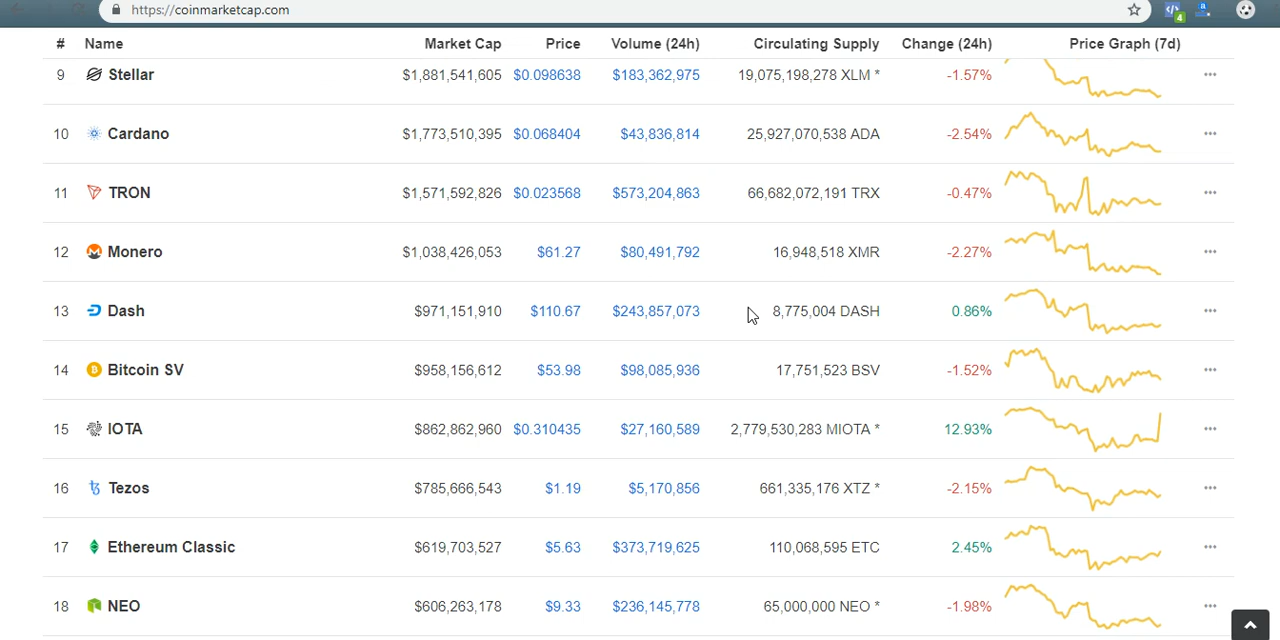 https://coinmarketcap.com
4
# Name Market Cap Price Volume (24h) Circulating Supply Change (24h) Price Graph (7d)
9 Stellar $1,881,541,605 $0.098638 $183,362,975 19,075,198,278 XLM * -1.57%
10 Cardano $1,773,510,395 $0.068404 $43,836,814 25,927,070,538 ADA -2.54%
11 TRON $1,571,592,826 $0.023568 $573,204,863 66,682,072,191 TRX -0.47%
12 Monero $1,038,426,053 $61.27 $80,491,792 16,948,518 XMR -2.27%
13 Dash $971,151,910 $110.67 $243,857,073 8,775,004 DASH 0.86%
14 Bitcoin SV $958,156,612 $53.98 $98,085,936 17,751,523 BSV -1.52%
15 IOTA $862,862,960 $0.310435 $27,160,589 2,779,530,283 MIOTA * 12.93%
16 Tezos $785,666,543 $1.19 $5,170,856 661,335,176 XTZ * -2.15%
17 Ethereum Classic $619,703,527 $5.63 $373,719,625 110,068,595 ETC 2.45%
18 NEO $606,263,178 $9.33 $236,145,778 65,000,000 NEO * -1.98%